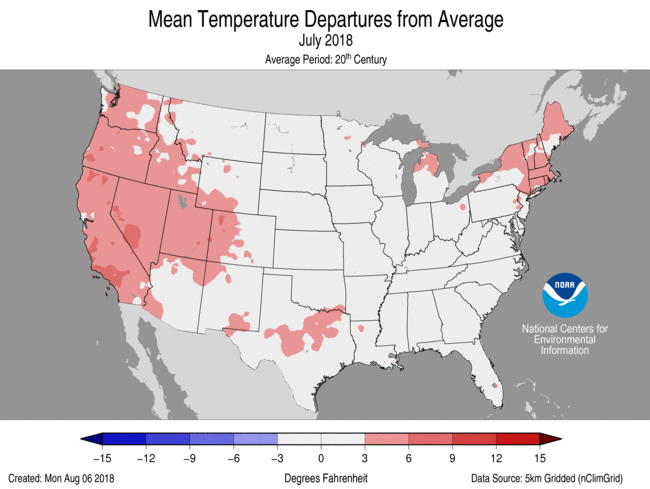 Mean Temperature Departures from Average
July 2018
Average Period: 20th Century
NOAA
National Centers for
Environmental
Information
−15 −12 −9 −6 −3 0 3 6 9 12 15
Created: Mon Aug 06 2018 Degrees Fahrenheit Data Source: 5km Gridded (nClimGrid)